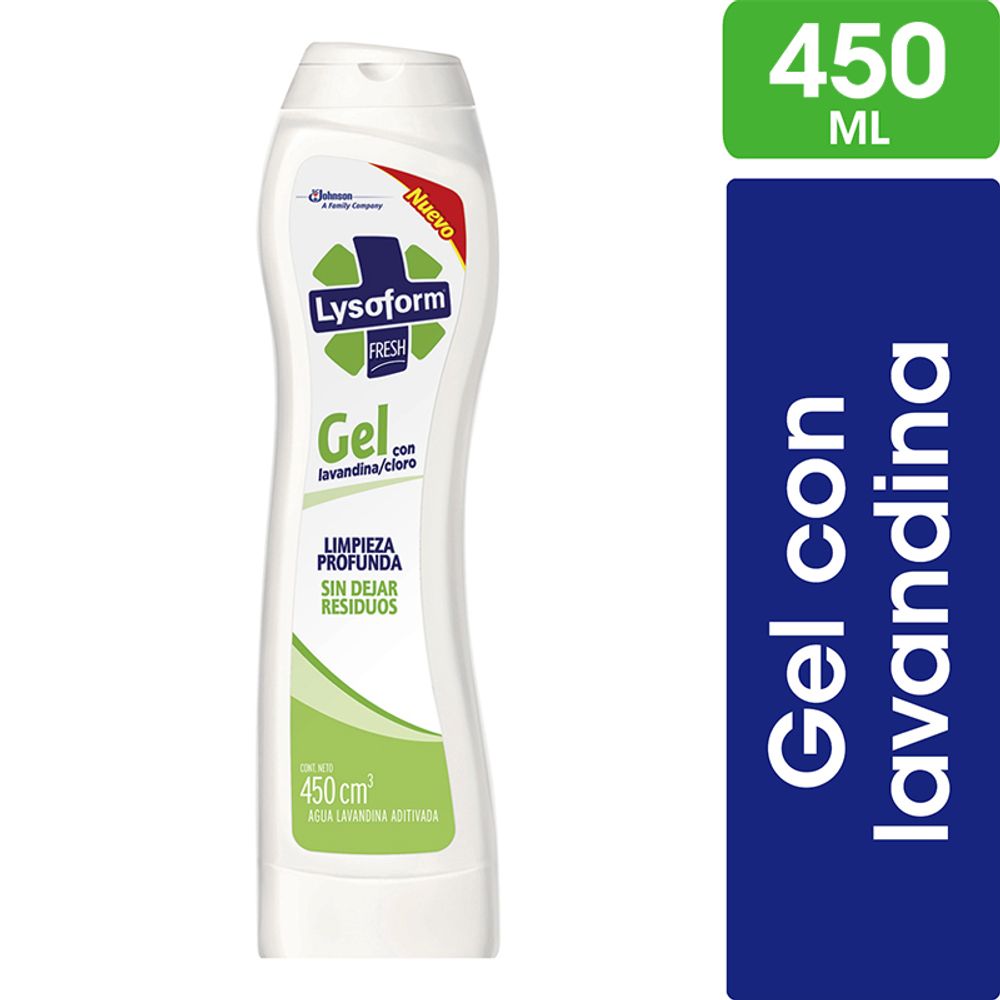 Johnson
A Family Company
Nuevo
Lysoform
FRESH
Gel con
lavandina/cloro
LIMPIEZA
PROFUNDA
SIN DEJAR
RESIDUOS
CONT. NETO
450 cm³
AGUA LAVANDINA ADITIVADA
450
ML
Gel con
lavandina